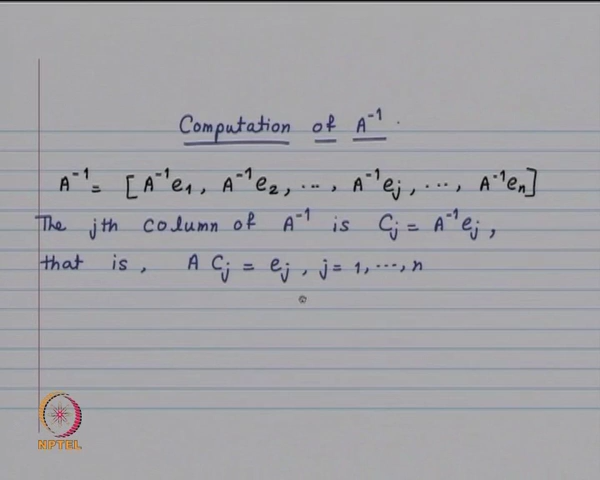 Computation of A⁻¹.
A⁻¹ = [A⁻¹e₁, A⁻¹e₂, ..., A⁻¹eⱼ, ..., A⁻¹eₙ]
The jth column of A⁻¹ is Cⱼ = A⁻¹eⱼ,
that is, A Cⱼ = eⱼ, j = 1, ..., n
NPTEL